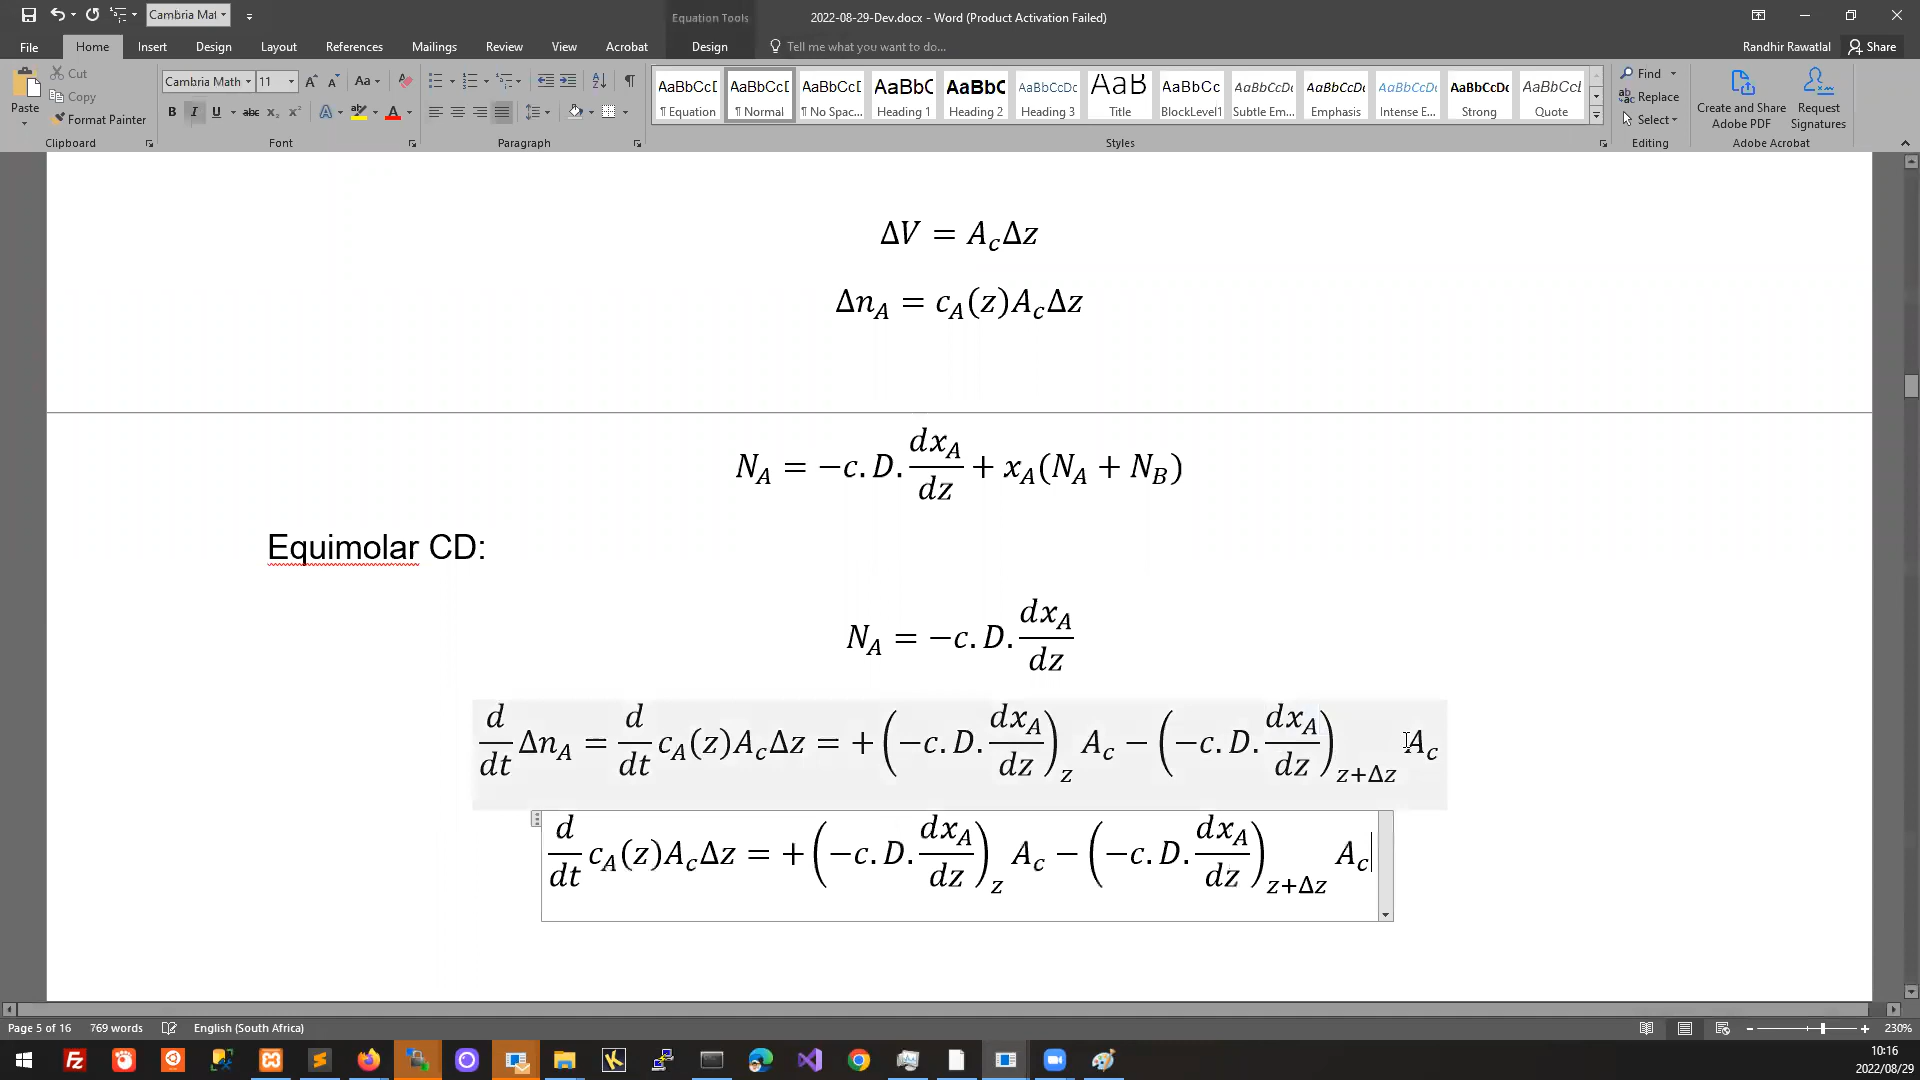 Cambria Mat
Equation Tools
2022-08-29-Dev.docx - Word (Product Activation Failed)
File Home Insert Design Layout References Mailings Review View Acrobat Design Tell me what you want to do... Randhir Rawatlal Share
Paste
Cut
Copy
Format Painter
Clipboard
Cambria Math 11
Aa
B I U abc x₂ x² A A
Font
Paragraph
AaBbCcI AaBbCcI AaBbCcI AaBbC AaBbC AaBbCcDc AaB AaBbCc AaBbCcDc AaBbCcDc AaBbCcDc AaBbCcDc AaBbCcI
¶ Equation ¶ Normal ¶ No Spac... Heading 1 Heading 2 Heading 3 Title BlockLevel1 Subtle Em... Emphasis Intense E... Strong Quote
Styles
Find
Replace
Select
Editing
Create and Share
Adobe PDF
Request
Signatures
Adobe Acrobat
ΔV = A_cΔz
Δn_A = c_A(z)A_cΔz
N_A = −c.D.dx_A/dz + x_A(N_A + N_B)
Equimolar CD:
N_A = −c.D.dx_A/dz
d/dt Δn_A = d/dt c_A(z)A_cΔz = +(−c.D.dx_A/dz)_z A_c − (−c.D.dx_A/dz)_{z+Δz} A_c
d/dt c_A(z)A_cΔz = +(−c.D.dx_A/dz)_z A_c − (−c.D.dx_A/dz)_{z+Δz} A_c
Page 5 of 16 769 words English (South Africa) 230%
10:16
2022/08/29